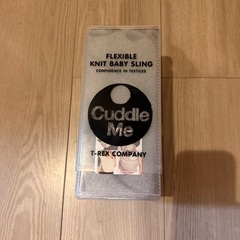 FLEXIBLE
KNIT BABY SLING
CONFIDENCE IN TEXTILES
Cuddle
Me
T-REX COMPANY